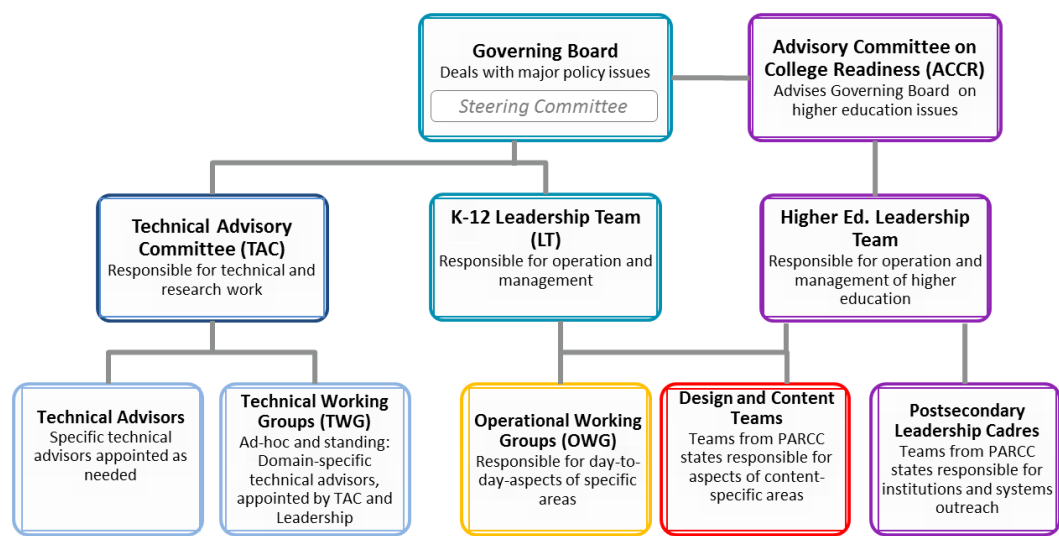 Governing Board
Deals with major policy issues
Steering Committee
Advisory Committee on
College Readiness (ACCR)
Advises Governing Board on
higher education issues
Technical Advisory
Committee (TAC)
Responsible for technical and
research work
K-12 Leadership Team
(LT)
Responsible for operation and
management
Higher Ed. Leadership
Team
Responsible for operation and
management of higher
education
Technical Advisors
Specific technical
advisors appointed as
needed
Technical Working
Groups (TWG)
Ad-hoc and standing:
Domain-specific
technical advisors,
appointed by TAC and
Leadership
Operational Working
Groups (OWG)
Responsible for day-to-
day-aspects of specific
areas
Design and Content
Teams
Teams from PARCC
states responsible for
aspects of content-
specific areas
Postsecondary
Leadership Cadres
Teams from PARCC
states responsible for
institutions and systems
outreach